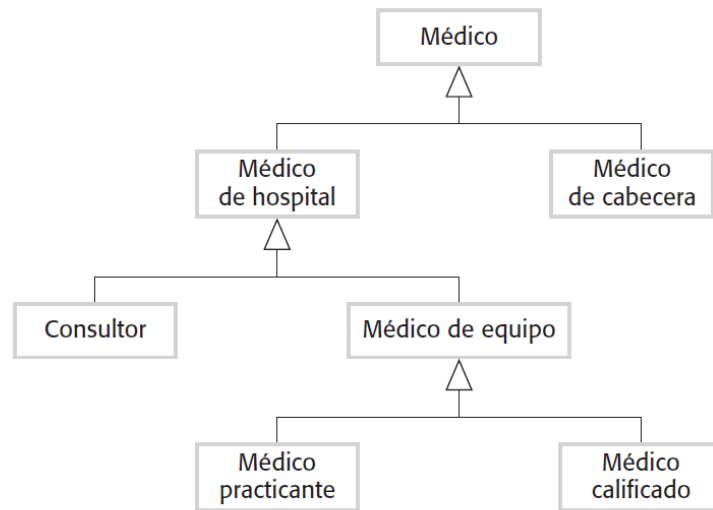 Médico
Médico
de hospital
Médico
de cabecera
Consultor
Médico de equipo
Médico
practicante
Médico
calificado